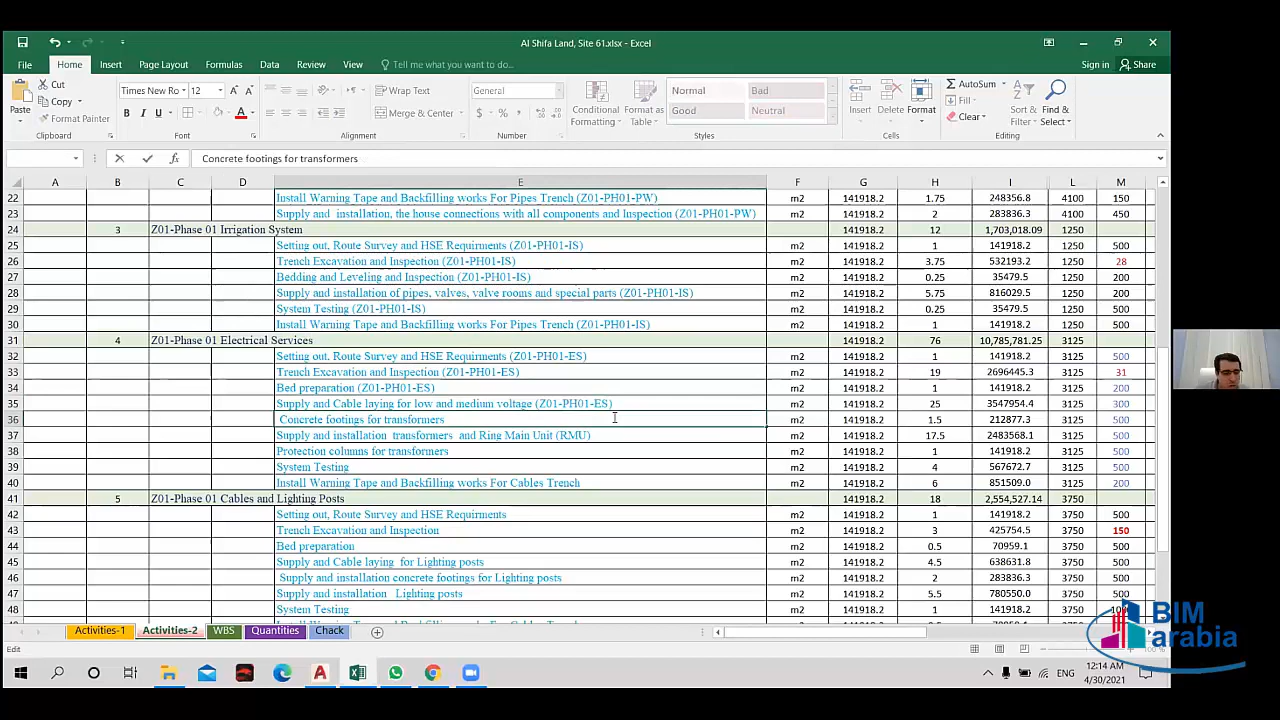 Al Shifa Land, Site 61.xlsx - Excel
File Home Insert Page Layout Formulas Data Review View Tell me what you want to do... Sign in Share
Paste Cut Copy Format Painter Clipboard
Times New Ro 12 B I U A Font
Wrap Text Merge & Center Alignment
General $ % Number
Conditional Formatting Format as Table Normal Bad Good Neutral Styles
Insert Delete Format Cells
AutoSum Fill Clear Sort & Filter Find & Select Editing
Concrete footings for transformers
A B C D E F G H I L M
22 Install Warning Tape and Backfilling works For Pipes Trench (Z01-PH01-PW) m2 141918.2 1.75 248356.8 4100 150
23 Supply and installation, the house connections with all components and Inspection (Z01-PH01-PW) m2 141918.2 2 283836.3 4100 450
24 3 Z01-Phase 01 Irrigation System 141918.2 12 1,703,018.09 1250
25 Setting out, Route Survey and HSE Requirments (Z01-PH01-IS) m2 141918.2 1 141918.2 1250 500
26 Trench Excavation and Inspection (Z01-PH01-IS) m2 141918.2 3.75 532193.2 1250 28
27 Bedding and Leveling and Inspection (Z01-PH01-IS) m2 141918.2 0.25 35479.5 1250 200
28 Supply and installation of pipes, valves, valve rooms and special parts (Z01-PH01-IS) m2 141918.2 5.75 816029.5 1250 200
29 System Testing (Z01-PH01-IS) m2 141918.2 0.25 35479.5 1250 500
30 Install Warning Tape and Backfilling works For Pipes Trench (Z01-PH01-IS) m2 141918.2 1 141918.2 1250 500
31 4 Z01-Phase 01 Electrical Services 141918.2 76 10,785,781.25 3125
32 Setting out, Route Survey and HSE Requirments (Z01-PH01-ES) m2 141918.2 1 141918.2 3125 500
33 Trench Excavation and Inspection (Z01-PH01-ES) m2 141918.2 19 2696445.3 3125 31
34 Bed preparation (Z01-PH01-ES) m2 141918.2 1 141918.2 3125 200
35 Supply and Cable laying for low and medium voltage (Z01-PH01-ES) m2 141918.2 25 3547954.4 3125 300
36 Concrete footings for transformers m2 141918.2 1.5 212877.3 3125 500
37 Supply and installation transformers and Ring Main Unit (RMU) m2 141918.2 17.5 2483568.1 3125 500
38 Protection columns for transformers m2 141918.2 1 141918.2 3125 500
39 System Testing m2 141918.2 4 567672.7 3125 500
40 Install Warning Tape and Backfilling works For Cables Trench m2 141918.2 6 851509.0 3125 200
41 5 Z01-Phase 01 Cables and Lighting Posts 141918.2 18 2,554,527.14 3750
42 Setting out, Route Survey and HSE Requirments m2 141918.2 1 141918.2 3750 500
43 Trench Excavation and Inspection m2 141918.2 3 425754.5 3750 150
44 Bed preparation m2 141918.2 0.5 70959.1 3750 500
45 Supply and Cable laying for Lighting posts m2 141918.2 4.5 638631.8 3750 500
46 Supply and installation concrete footings for Lighting posts m2 141918.2 2 283836.3 3750 500
47 Supply and installation Lighting posts m2 141918.2 5.5 780550.0 3750 500
48 System Testing m2 141918.2 1 141918.2 3750
Activities-1 Activities-2 WBS Quantities Chack
Edit
BIM
arabia
ENG 12:14 AM
4/30/2021